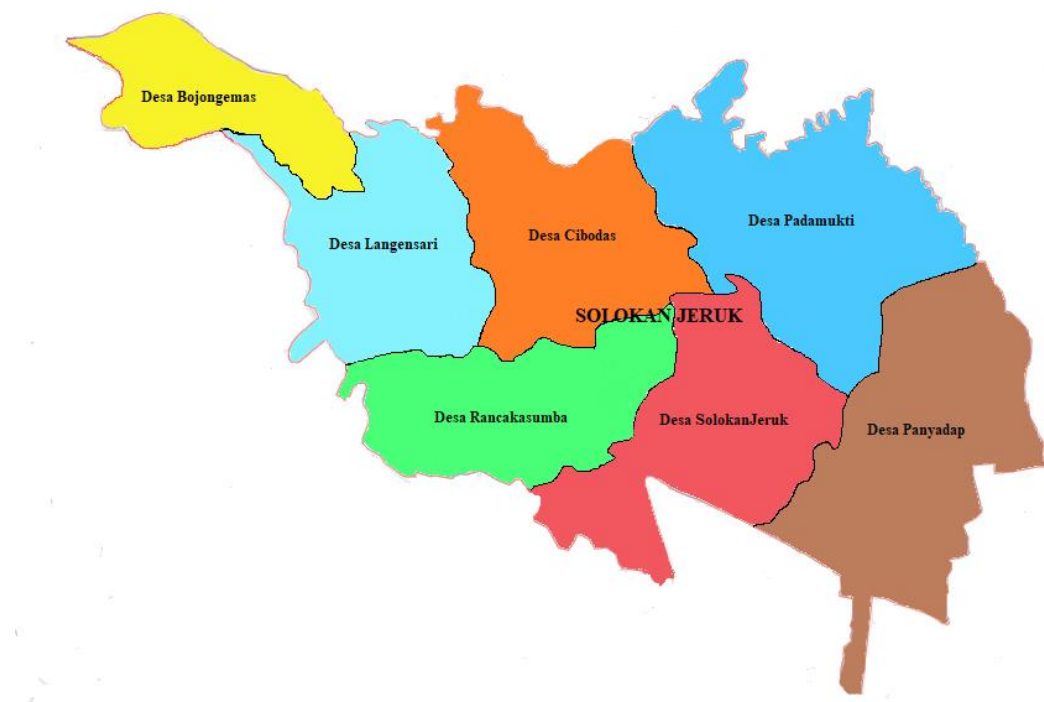 Desa Bojongemas
Desa Padamukti
Desa Cibodas
Desa Langensari
SOLOKAN JERUK
Desa Rancakasumba
Desa SolokanJeruk
Desa Panyadap